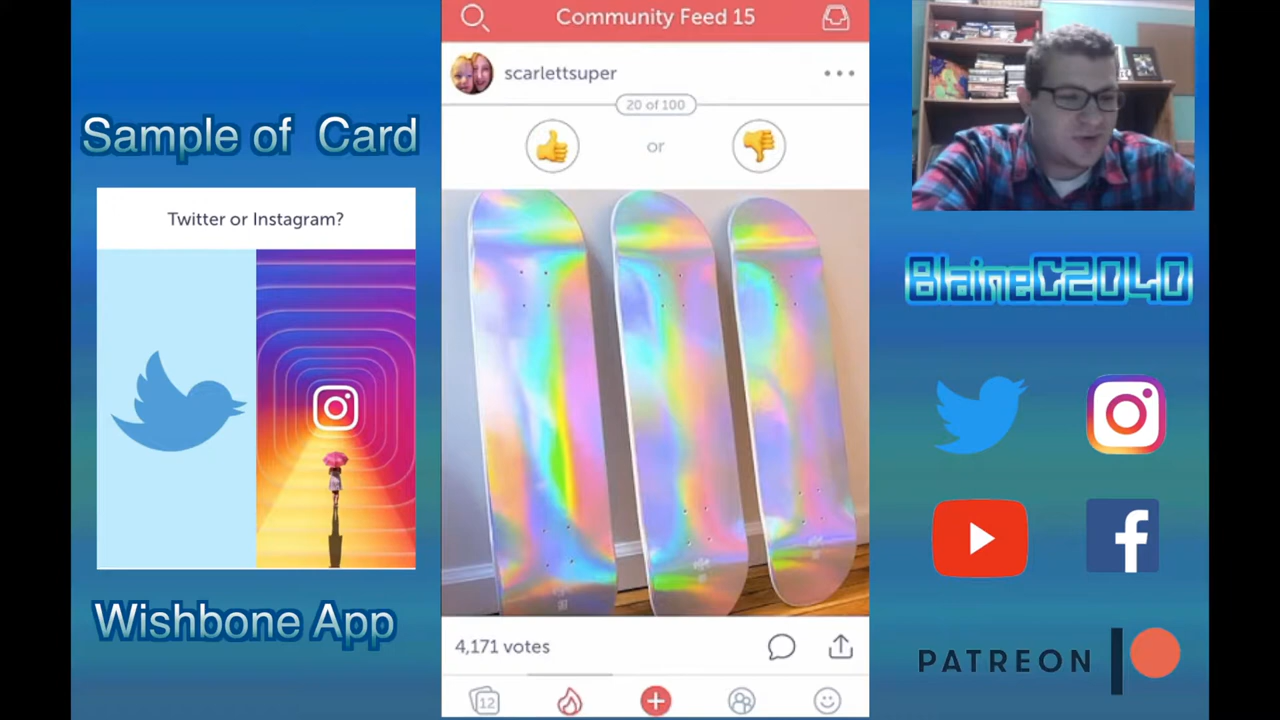 Sample of Card
Twitter or Instagram?
Wishbone App
Community Feed 15
scarlettsuper
20 of 100
or
4,171 votes
12
BlaineC2040
PATREON